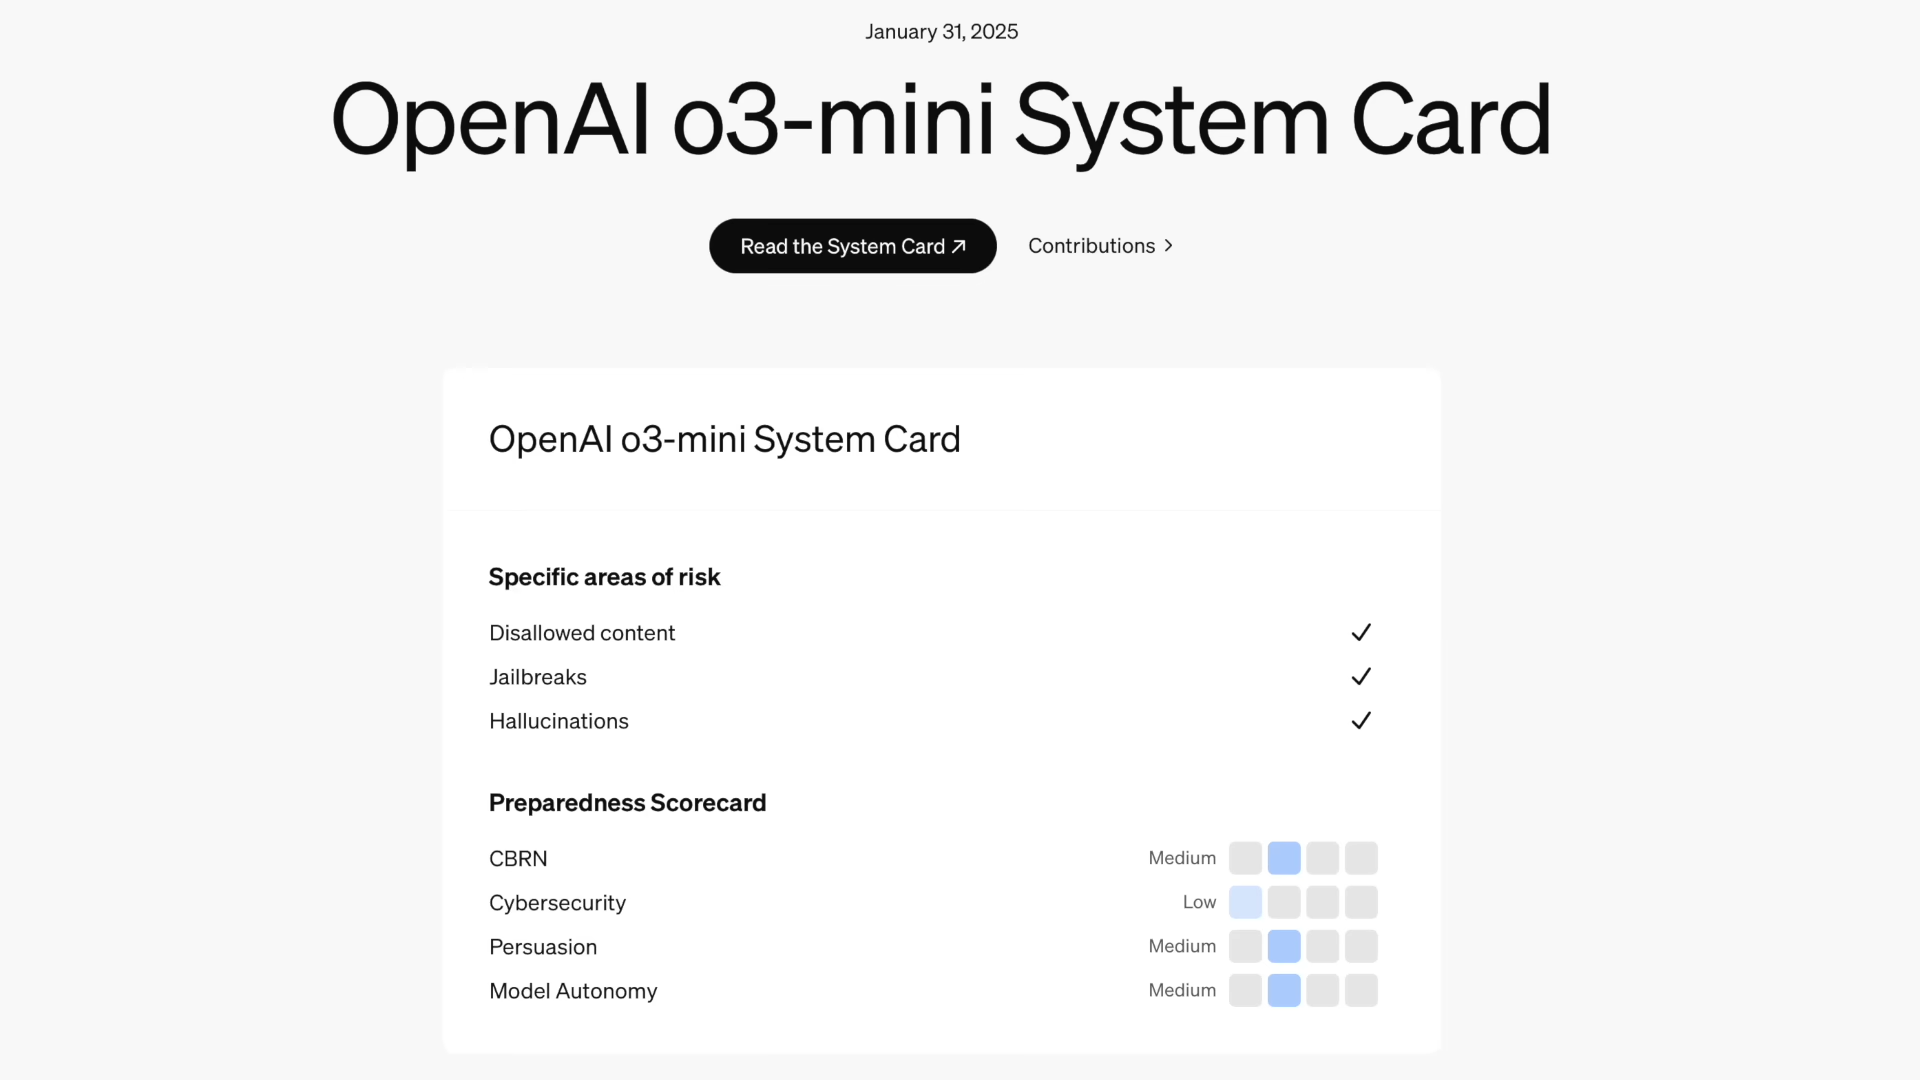 January 31, 2025
OpenAI o3-mini System Card
Read the System Card ↗ Contributions >
OpenAI o3-mini System Card
Specific areas of risk
Disallowed content ✓
Jailbreaks ✓
Hallucinations ✓
Preparedness Scorecard
CBRN Medium
Cybersecurity Low
Persuasion Medium
Model Autonomy Medium